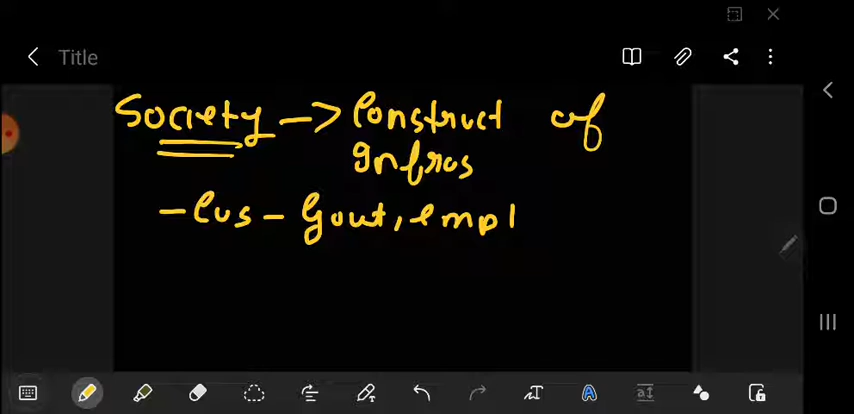 Title
Society -> Construct of
Infras
- Cus - Govt, empl